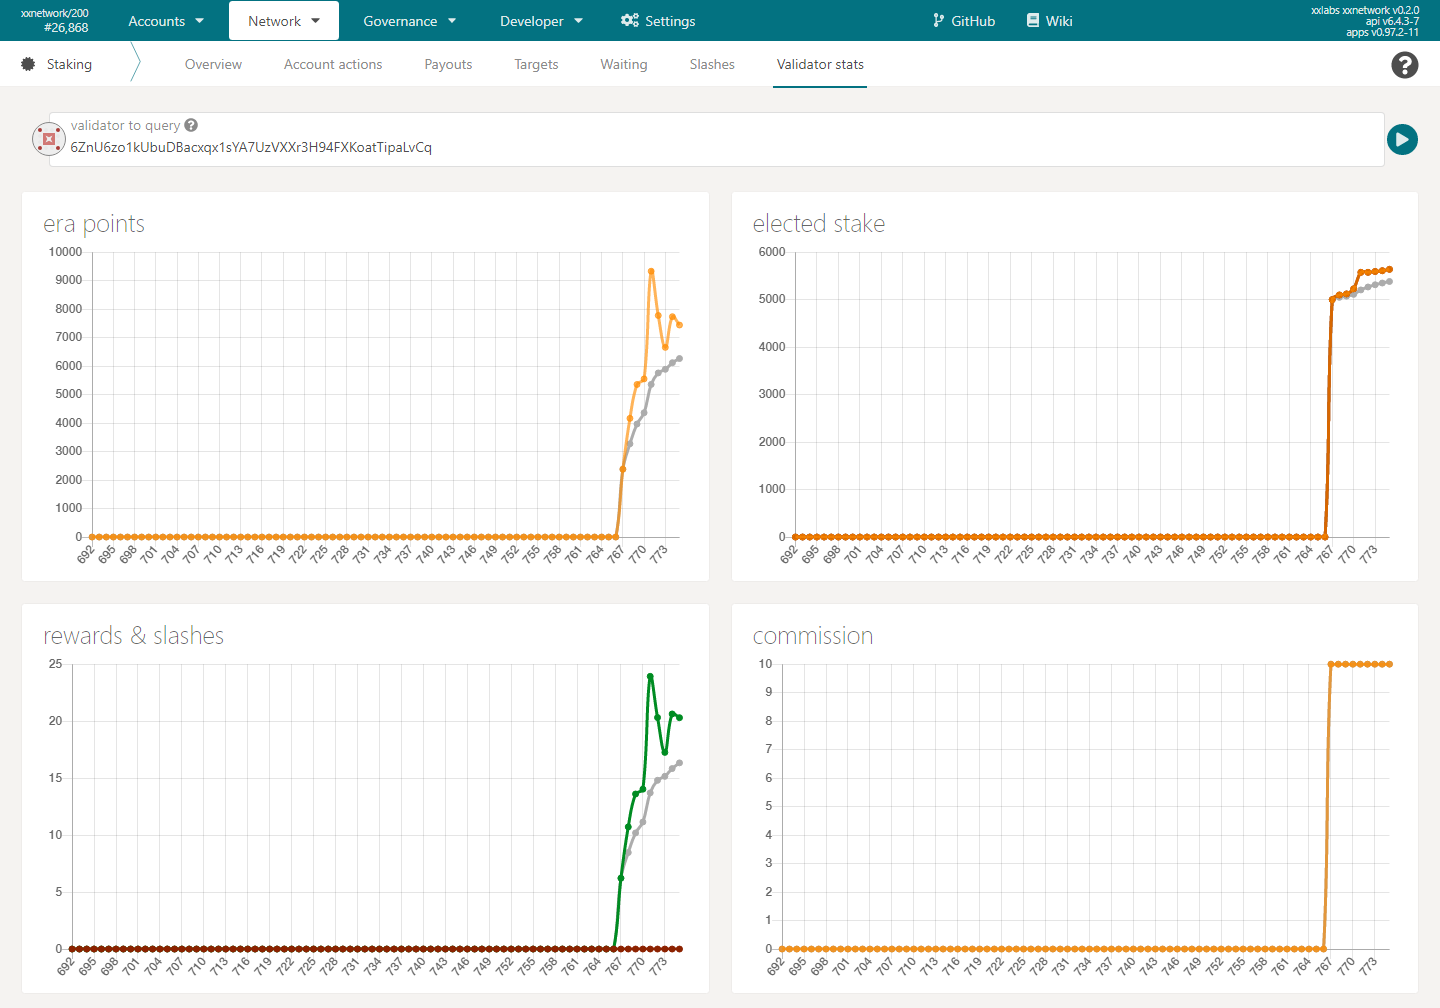 xxnetwork/200
#26,868
Accounts
Network
Governance
Developer
Settings
GitHub
Wiki
xxlabs xxnetwork v0.2.0
api v6.4.3-7
apps v0.97.2-11
Staking
Overview
Account actions
Payouts
Targets
Waiting
Slashes
Validator stats
?
validator to query ?
6ZnU6zo1kUbuDBacxqx1sYA7UzVXXr3H94FXKoatTipaLvCq
era points
10000
9000
8000
7000
6000
5000
4000
3000
2000
1000
0
692 695 698 701 704 707 710 713 716 719 722 725 728 731 734 737 740 743 746 749 752 755 758 761 764 767 770 773
elected stake
6000
5000
4000
3000
2000
1000
0
692 695 698 701 704 707 710 713 716 719 722 725 728 731 734 737 740 743 746 749 752 755 758 761 764 767 770 773
rewards & slashes
25
20
15
10
5
0
692 695 698 701 704 707 710 713 716 719 722 725 728 731 734 737 740 743 746 749 752 755 758 761 764 767 770 773
commission
10
9
8
7
6
5
4
3
2
1
0
692 695 698 701 704 707 710 713 716 719 722 725 728 731 734 737 740 743 746 749 752 755 758 761 764 767 770 773